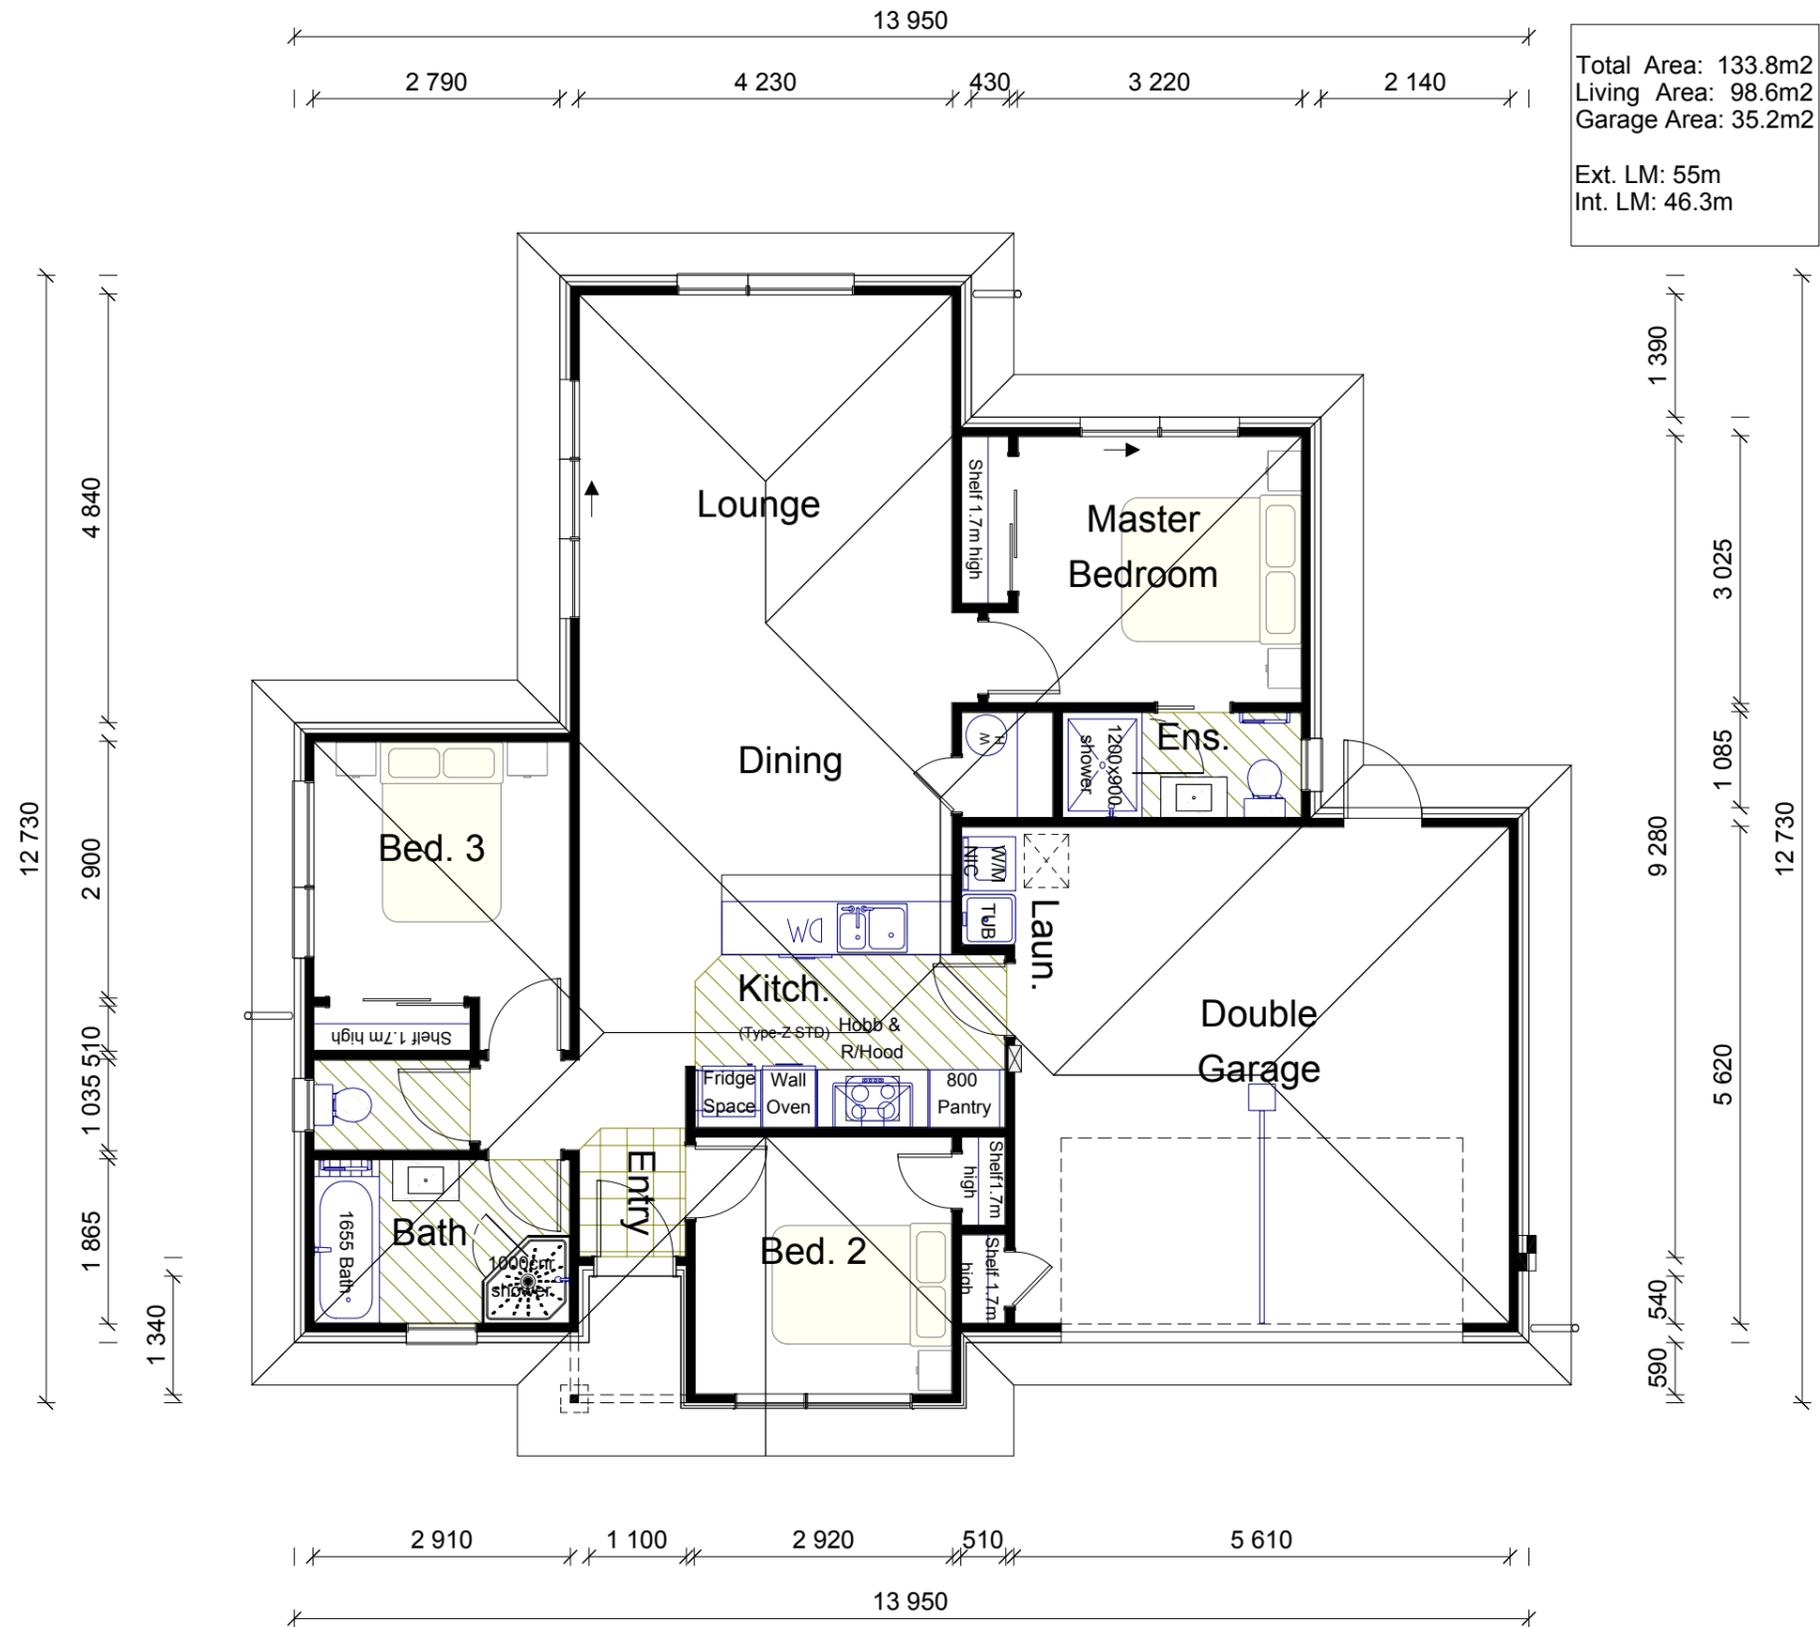 13 950
2 790
4 230
430
3 220
2 140
Total Area: 133.8m2
Living Area: 98.6m2
Garage Area: 35.2m2
Ext. LM: 55m
Int. LM: 46.3m
12 730
4 840
2 900
510
1 035
1 865
1 340
Lounge
Shelf 1.7m high
Master
Bedroom
Dining
HW
1200x900
shower
Ens.
Bed. 3
Shelf 1.7m high
W/M
NIC
TUB
Laun.
DW
Kitch.
(Type-Z STD)
Hobb &
R/Hood
Fridge
Space
Wall
Oven
800
Pantry
Double
Garage
Entry
Bath
1655 Bath
1000cnr
shower
Bed. 2
Shelf1.7m
high
Shelf 1.7m
high
1 390
3 025
1 085
9 280
12 730
5 620
540
590
2 910
1 100
2 920
510
5 610
13 950